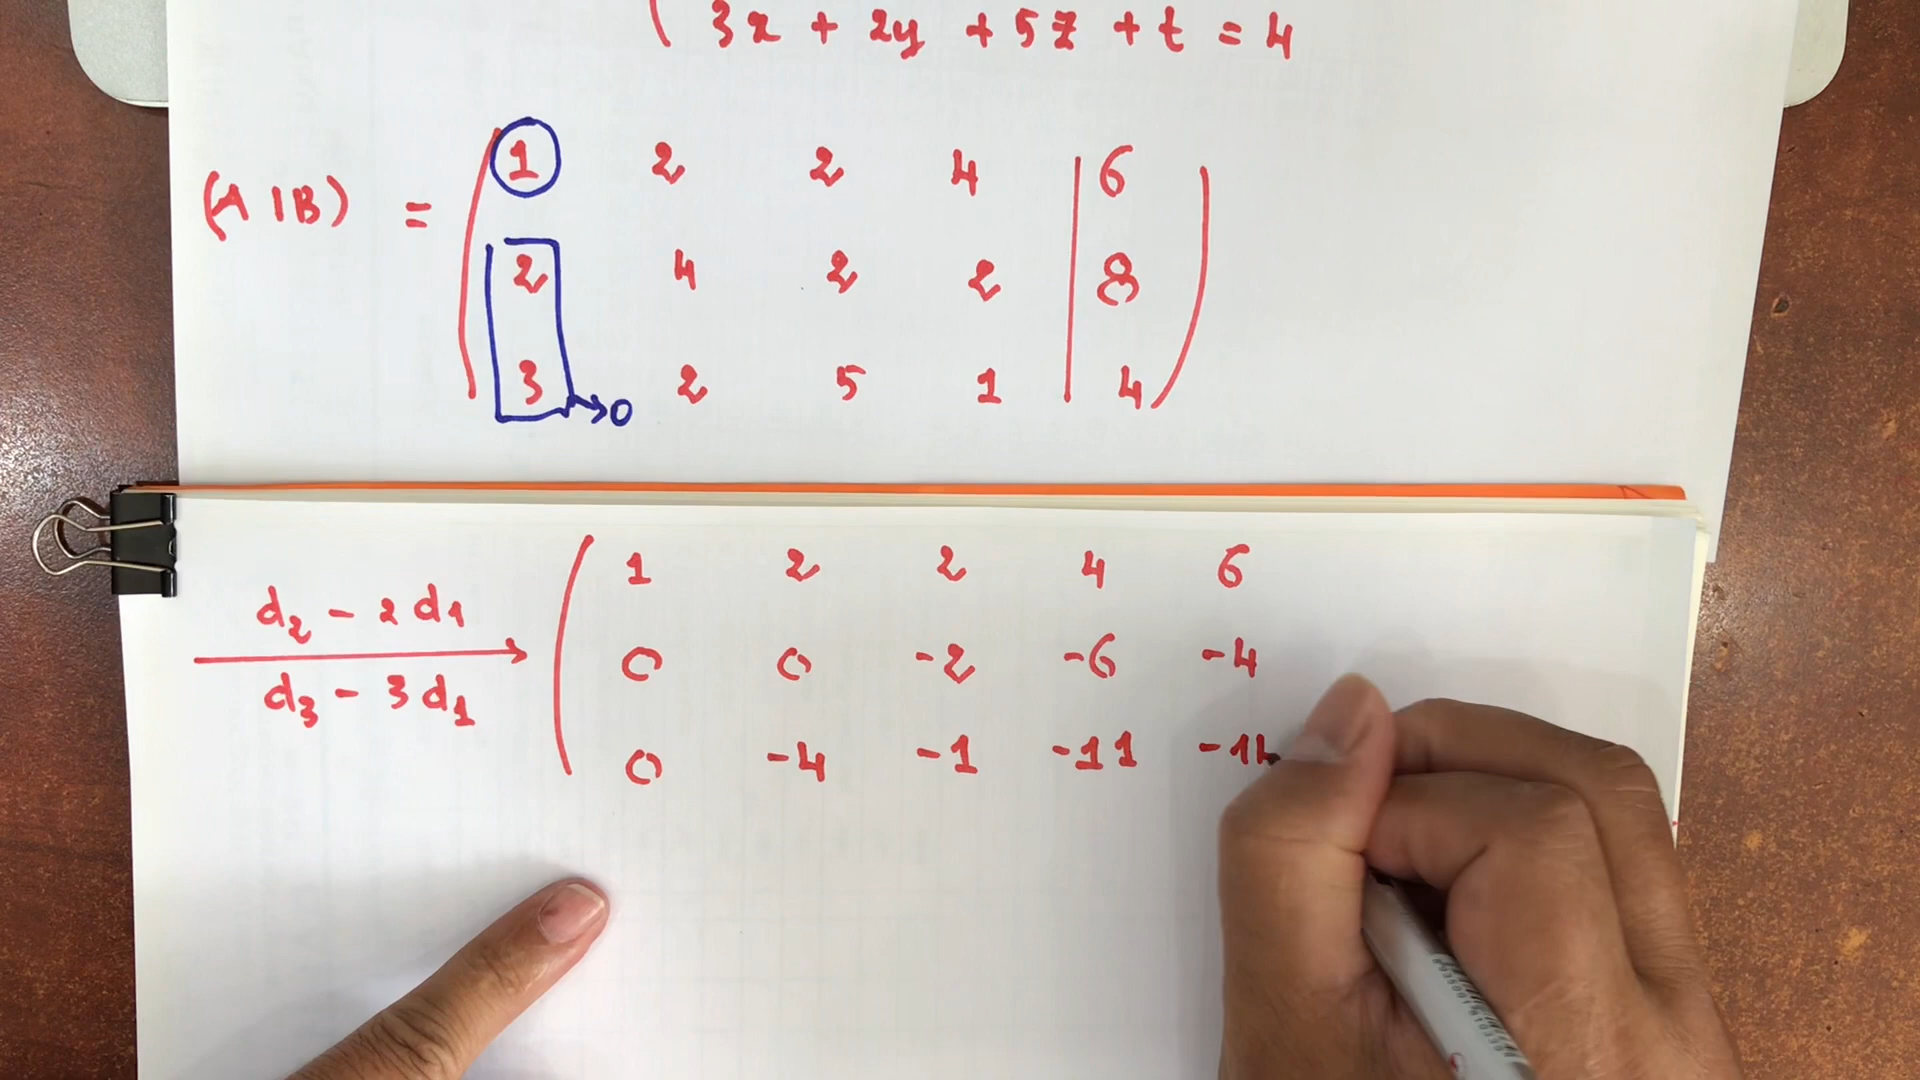 3x + 2y + 5z + t = 4
1 2 2 4 6
(A|B) =
2 4 2 2 8
3 2 5 1 4
→0
1 2 2 4 6
d2 - 2d1
0 0 -2 -6 -4
d3 - 3d1
0 -4 -1 -11 -14